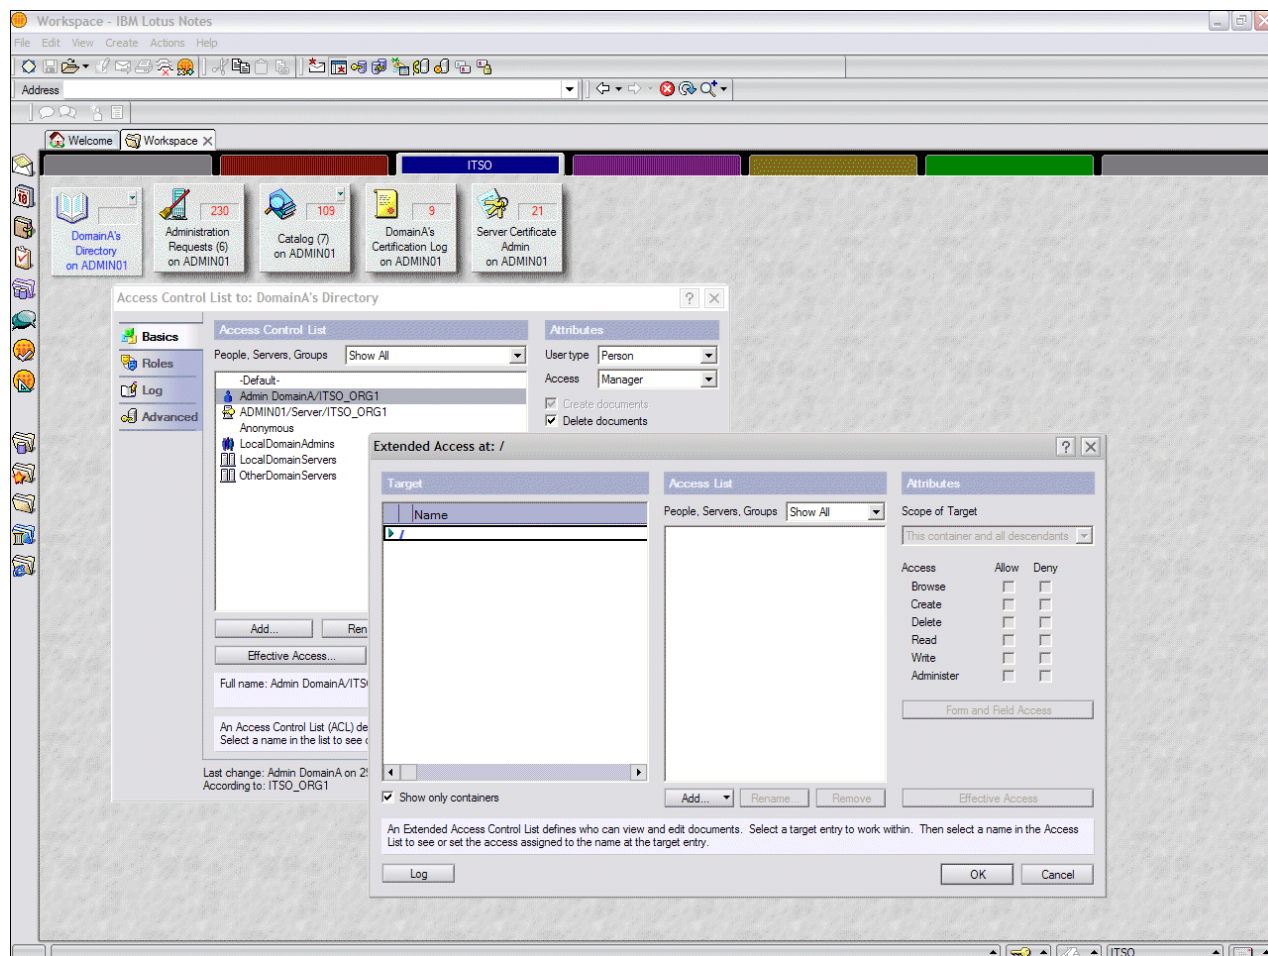 Workspace - IBM Lotus Notes
File Edit View Create Actions Help
Address
Welcome
Workspace
ITSO
230
109
9
21
DomainA's
Directory
on ADMIN01
Administration
Requests (6)
on ADMIN01
Catalog (7)
on ADMIN01
DomainA's
Certification Log
on ADMIN01
Server Certificate
Admin
on ADMIN01
Access Control List to: DomainA's Directory
Basics
Roles
Log
Advanced
Access Control List
People, Servers, Groups Show All
-Default-
Admin DomainA/ITSO_ORG1
ADMIN01/Server/ITSO_ORG1
Anonymous
LocalDomainAdmins
LocalDomainServers
OtherDomainServers
Attributes
User type Person
Access Manager
Create documents
Delete documents
Add... Ren
Effective Access...
Full name: Admin DomainA/ITS
An Access Control List (ACL) de
Select a name in the list to see
Last change: Admin DomainA on 2
According to: ITSO_ORG1
Extended Access at: /
Target
Name
/
Show only containers
Access List
People, Servers, Groups Show All
Add... Rename... Remove
Attributes
Scope of Target
This container and all descendants
Access Allow Deny
Browse
Create
Delete
Read
Write
Administer
Form and Field Access
Effective Access
An Extended Access Control List defines who can view and edit documents. Select a target entry to work within. Then select a name in the Access
List to see or set the access assigned to the name at the target entry.
Log
OK Cancel
ITSO